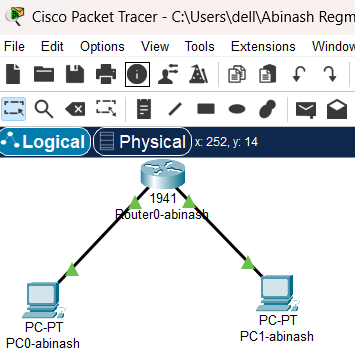 Cisco Packet Tracer - C:\Users\dell\Abinash Regm
File Edit Options View Tools Extensions Window
Logical Physical x: 252, y: 14
1941
Router0-abinash
PC-PT
PC0-abinash
PC-PT
PC1-abinash